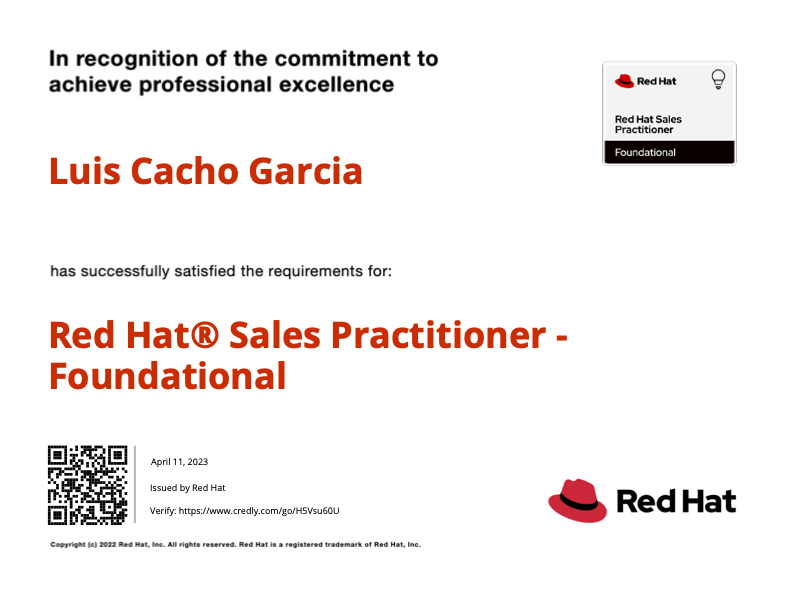 In recognition of the commitment to
achieve professional excellence
Red Hat
Red Hat Sales
Practitioner
Foundational
Luis Cacho Garcia
has successfully satisfied the requirements for:
Red Hat® Sales Practitioner -
Foundational
April 11, 2023
Issued by Red Hat
Verify: https://www.credly.com/go/H5Vsu60U
Red Hat
Copyright (c) 2022 Red Hat, Inc. All rights reserved. Red Hat is a registered trademark of Red Hat, Inc.